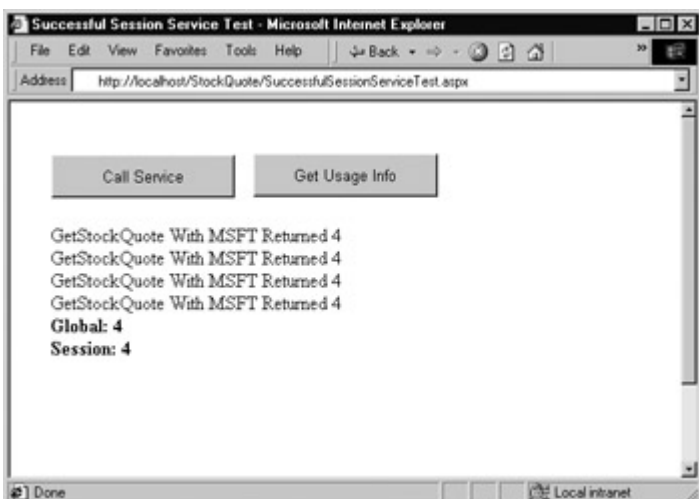 Successful Session Service Test - Microsoft Internet Explorer
File Edit View Favorites Tools Help Back »
Address http://localhost/StockQuote/SuccessfulSessionServiceTest.aspx
Call Service Get Usage Info
GetStockQuote With MSFT Returned 4
GetStockQuote With MSFT Returned 4
GetStockQuote With MSFT Returned 4
GetStockQuote With MSFT Returned 4
Global: 4
Session: 4
Done Local intranet